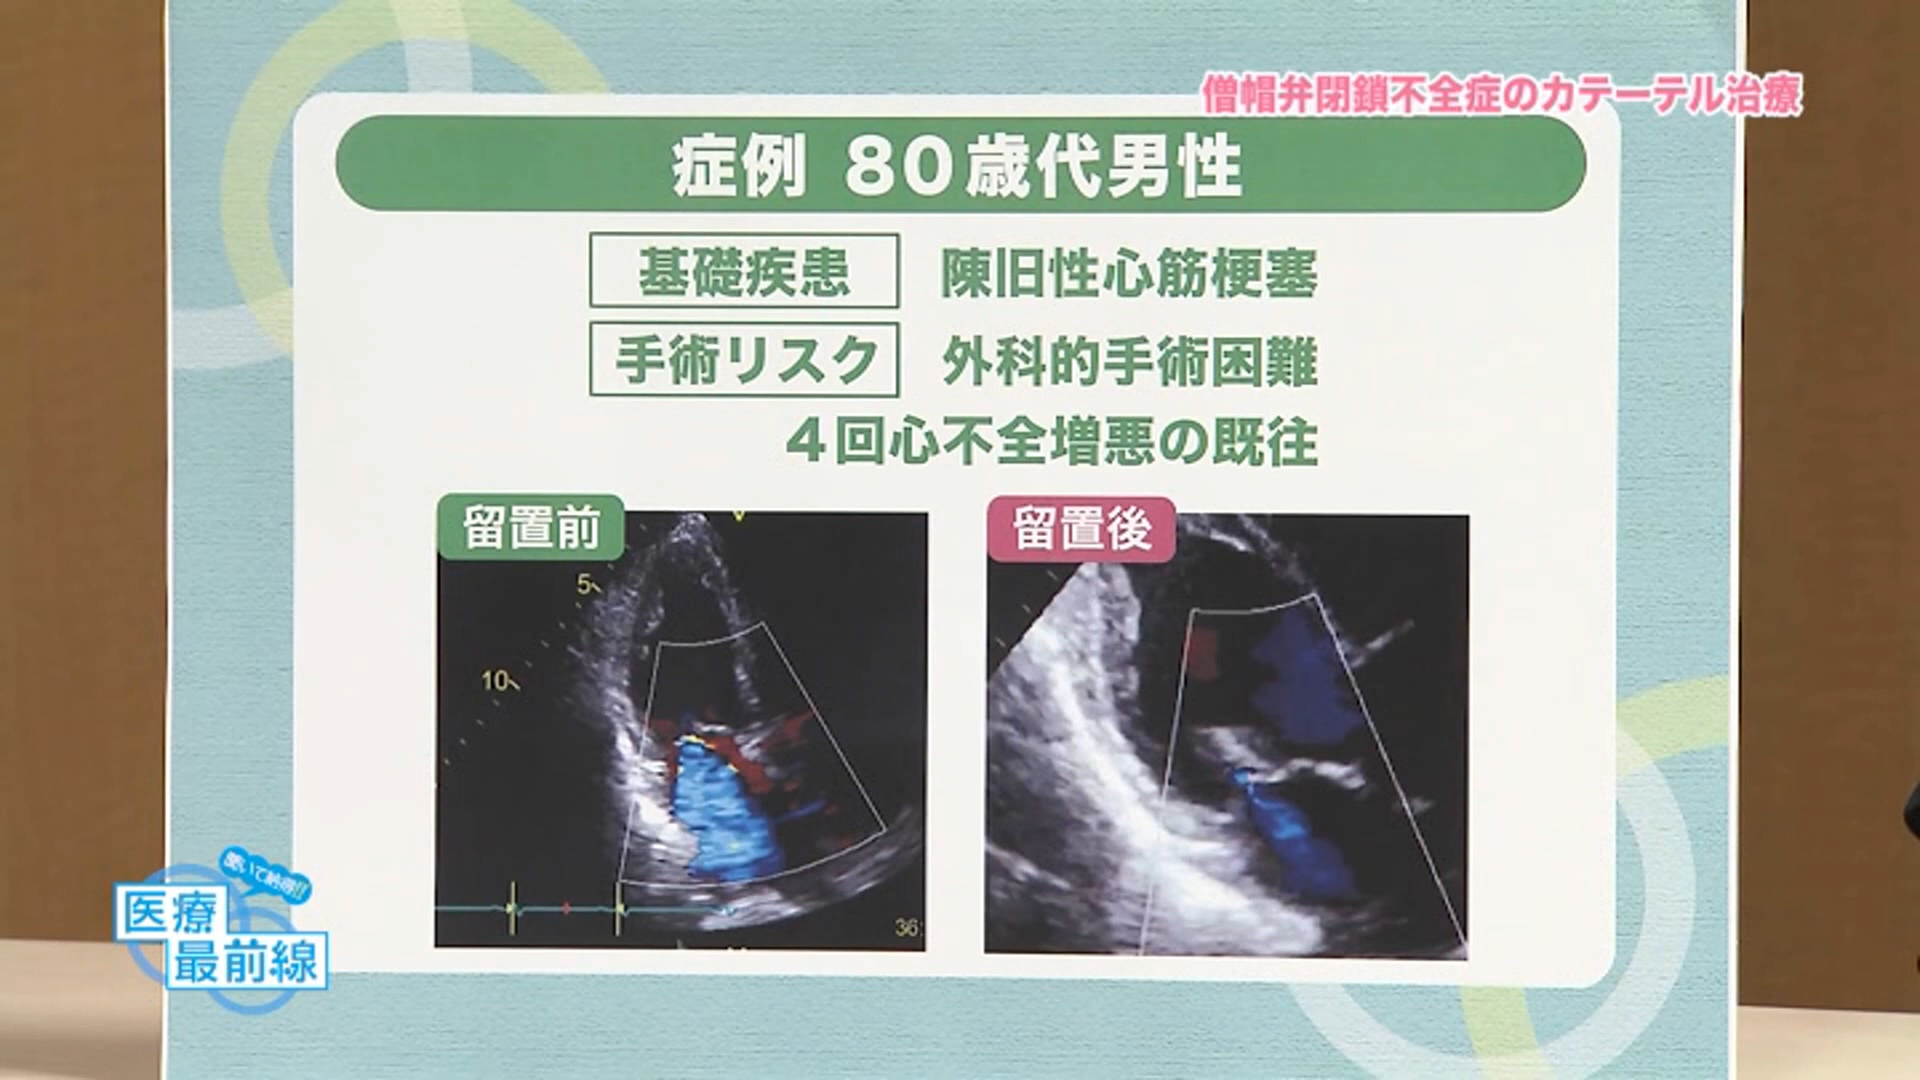 僧帽弁閉鎖不全症のカテーテル治療
症例 80歳代男性
基礎疾患 陳旧性心筋梗塞
手術リスク 外科的手術困難
4回心不全増悪の既往
留置前
留置後
5
10
36
聞いて納得!!
医療
最前線